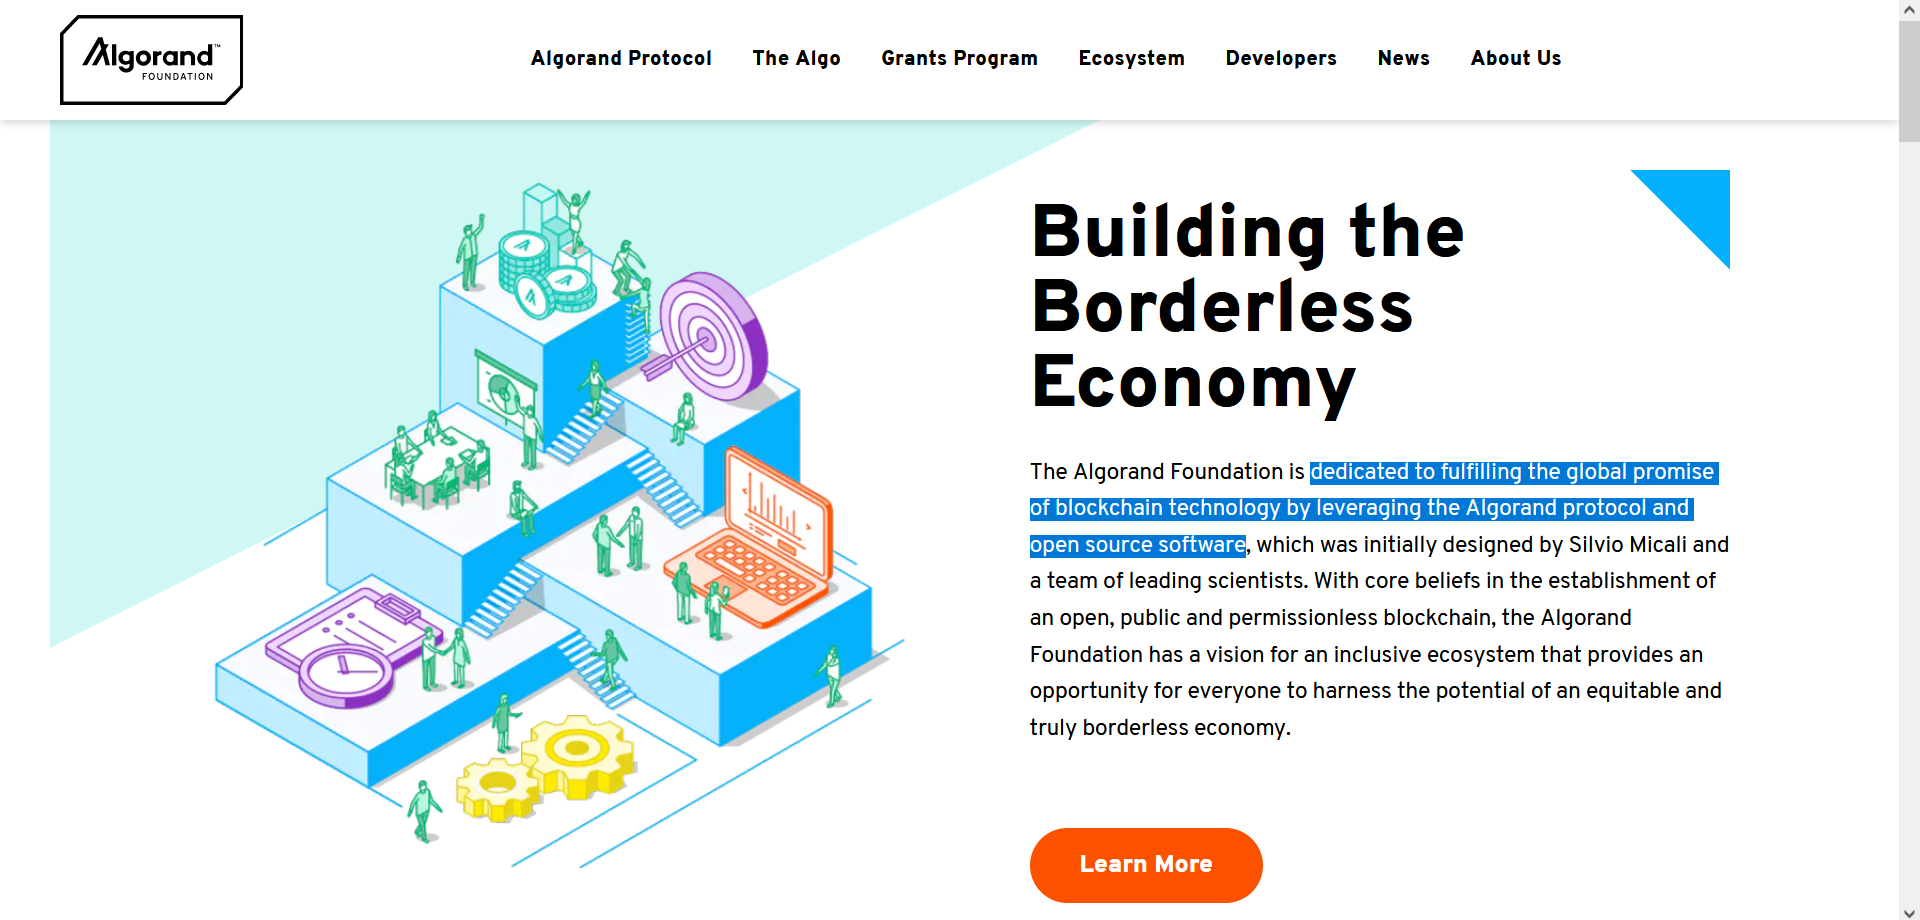 Algorand™
FOUNDATION
Algorand Protocol The Algo Grants Program Ecosystem Developers News About Us
Building the
Borderless
Economy
The Algorand Foundation is dedicated to fulfilling the global promise
of blockchain technology by leveraging the Algorand protocol and
open source software, which was initially designed by Silvio Micali and
a team of leading scientists. With core beliefs in the establishment of
an open, public and permissionless blockchain, the Algorand
Foundation has a vision for an inclusive ecosystem that provides an
opportunity for everyone to harness the potential of an equitable and
truly borderless economy.
Learn More